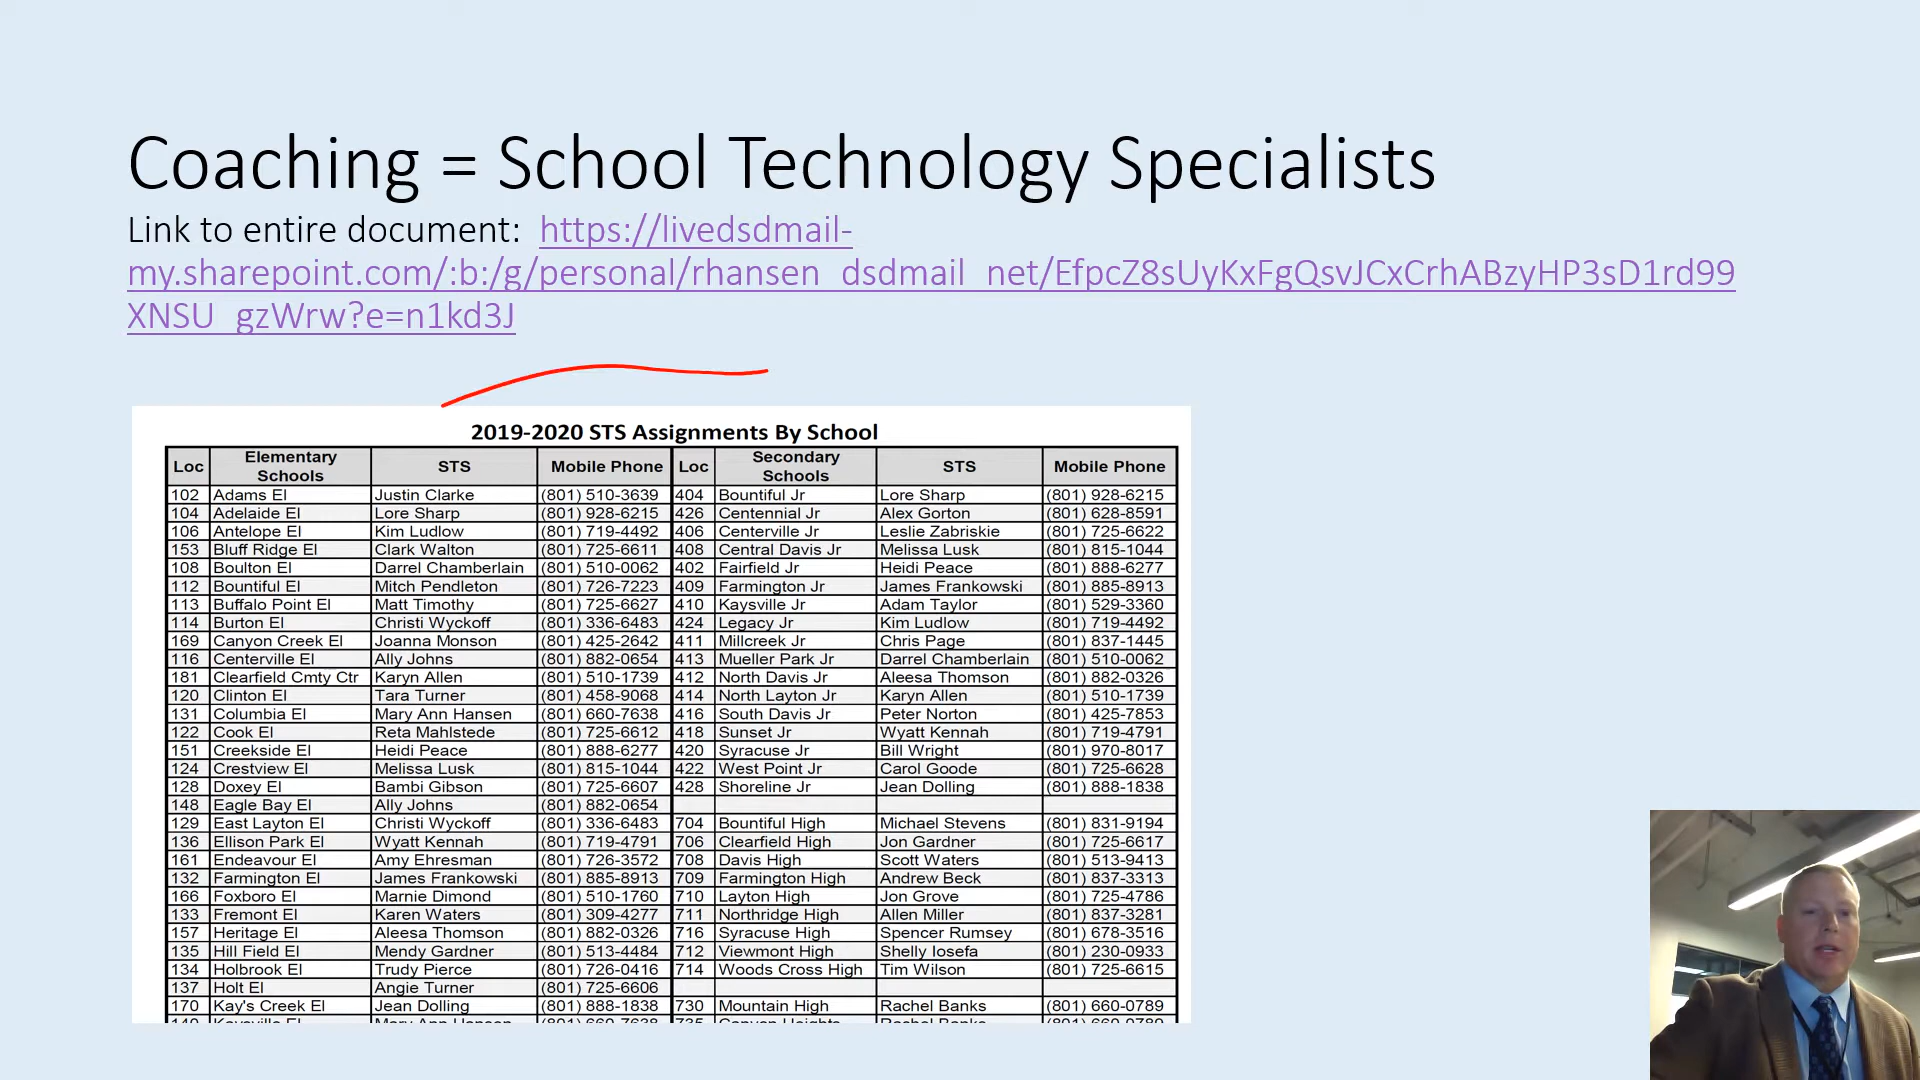 Coaching = School Technology Specialists
Link to entire document: https://livedsdmail-
my.sharepoint.com/:b:/g/personal/rhansen_dsdmail_net/EfpcZ8sUyKxFgQsvJCxCrhABzyHP3sD1rd99
XNSU_gzWrw?e=n1kd3J
2019-2020 STS Assignments By School
Loc Elementary Schools STS Mobile Phone Loc Secondary Schools STS Mobile Phone
102 Adams El Justin Clarke (801) 510-3639 404 Bountiful Jr Lore Sharp (801) 928-6215
104 Adelaide El Lore Sharp (801) 928-6215 426 Centennial Jr Alex Gorton (801) 628-8591
106 Antelope El Kim Ludlow (801) 719-4492 406 Centerville Jr Leslie Zabriskie (801) 725-6622
153 Bluff Ridge El Clark Walton (801) 725-6611 408 Central Davis Jr Melissa Lusk (801) 815-1044
108 Boulton El Darrel Chamberlain (801) 510-0062 402 Fairfield Jr Heidi Peace (801) 888-6277
112 Bountiful El Mitch Pendleton (801) 726-7223 409 Farmington Jr James Frankowski (801) 885-8913
113 Buffalo Point El Matt Timothy (801) 725-6627 410 Kaysville Jr Adam Taylor (801) 529-3360
114 Burton El Christi Wyckoff (801) 336-6483 424 Legacy Jr Kim Ludlow (801) 719-4492
169 Canyon Creek El Joanna Monson (801) 425-2642 411 Millcreek Jr Chris Page (801) 837-1445
116 Centerville El Ally Johns (801) 882-0654 413 Mueller Park Jr Darrel Chamberlain (801) 510-0062
181 Clearfield Cmty Ctr Karyn Allen (801) 510-1739 412 North Davis Jr Aleesa Thomson (801) 882-0326
120 Clinton El Tara Turner (801) 458-9068 414 North Layton Jr Karyn Allen (801) 510-1739
131 Columbia El Mary Ann Hansen (801) 660-7638 416 South Davis Jr Peter Norton (801) 425-7853
122 Cook El Reta Mahlstede (801) 725-6612 418 Sunset Jr Wyatt Kennah (801) 719-4791
151 Creekside El Heidi Peace (801) 888-6277 420 Syracuse Jr Bill Wright (801) 970-8017
124 Crestview El Melissa Lusk (801) 815-1044 422 West Point Jr Carol Goode (801) 725-6628
128 Doxey El Bambi Gibson (801) 725-6607 428 Shoreline Jr Jean Dolling (801) 888-1838
148 Eagle Bay El Ally Johns (801) 882-0654
129 East Layton El Christi Wyckoff (801) 336-6483 704 Bountiful High Michael Stevens (801) 831-9194
136 Ellison Park El Wyatt Kennah (801) 719-4791 706 Clearfield High Jon Gardner (801) 725-6617
161 Endeavour El Amy Ehresman (801) 726-3572 708 Davis High Scott Waters (801) 513-9413
132 Farmington El James Frankowski (801) 885-8913 709 Farmington High Andrew Beck (801) 837-3313
166 Foxboro El Marnie Dimond (801) 510-1760 710 Layton High Jon Grove (801) 725-4786
133 Fremont El Karen Waters (801) 309-4277 711 Northridge High Allen Miller (801) 837-3281
157 Heritage El Aleesa Thomson (801) 882-0326 716 Syracuse High Spencer Rumsey (801) 678-3516
135 Hill Field El Mendy Gardner (801) 513-4484 712 Viewmont High Shelly Iosefa (801) 230-0933
134 Holbrook El Trudy Pierce (801) 726-0416 714 Woods Cross High Tim Wilson (801) 725-6615
137 Holt El Angie Turner (801) 725-6606
170 Kay's Creek El Jean Dolling (801) 888-1838 730 Mountain High Rachel Banks (801) 660-0789